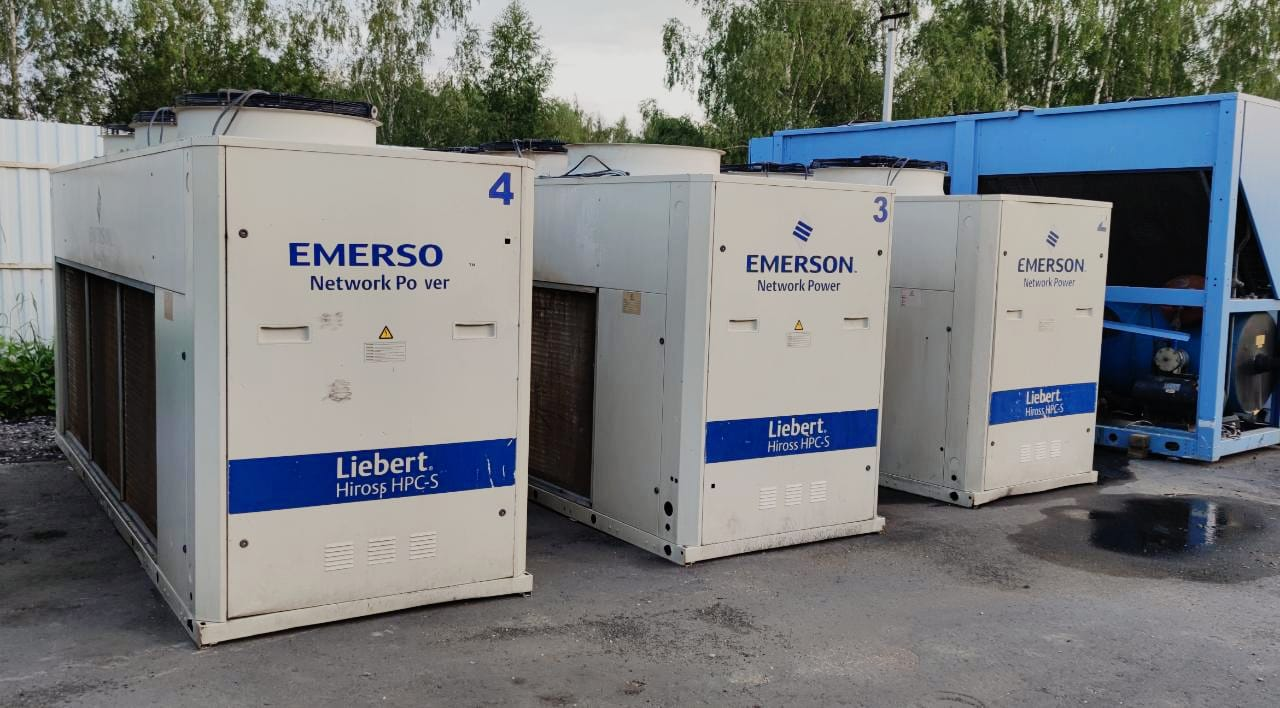 4
EMERSO
Network Po ver
Liebert®
Hiross HPC-S
3
EMERSON™
Network Power
Liebert®
Hiross HPC-S
EMERSON
Network Power
Liebert®
Hiross HPC-S